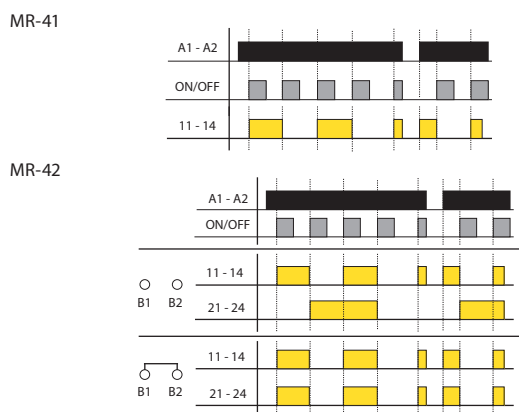 MR-41
A1 - A2
ON/OFF
11 - 14
MR-42
A1 - A2
ON/OFF
11 - 14
B1 B2
21 - 24
11 - 14
B1 B2
21 - 24